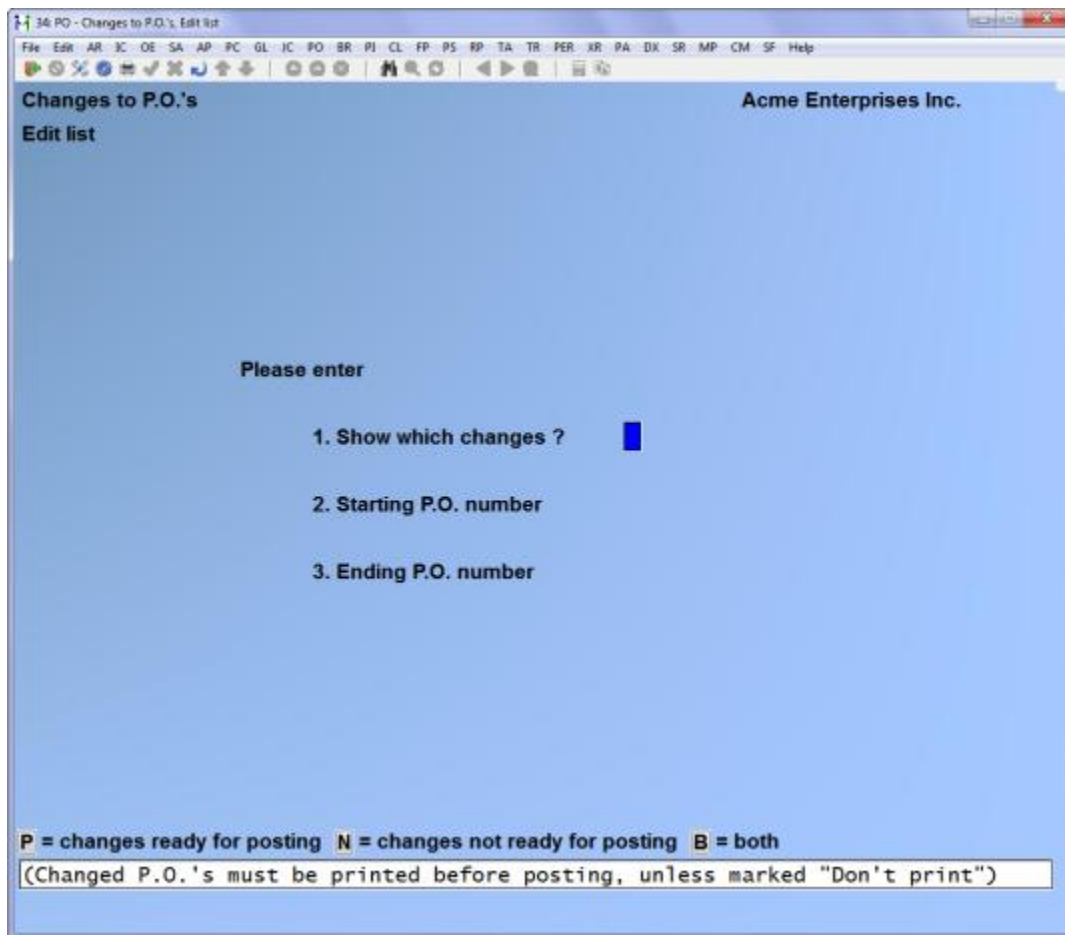 34: PO - Changes to P.O.'s, Edit list
File Edit AR IC OE SA AP PC GL JC PO BR PI CL FP PS RP TA TR PER XR PA DX SR MP CM SF Help
Changes to P.O.'s Acme Enterprises Inc.
Edit list
Please enter
1. Show which changes ?
2. Starting P.O. number
3. Ending P.O. number
P = changes ready for posting N = changes not ready for posting B = both
(Changed P.O.'s must be printed before posting, unless marked "Don't print")